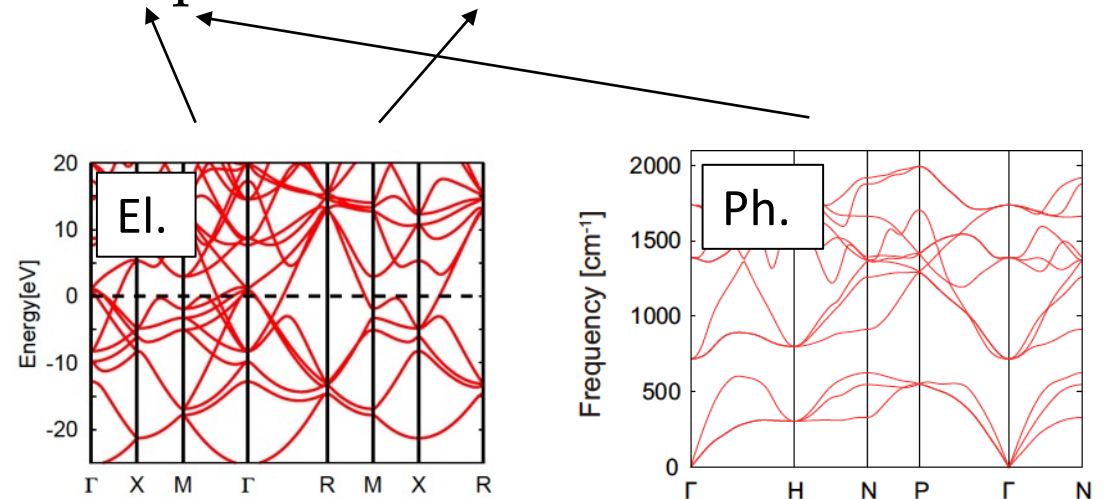 El.
Energy[eV]
20
10
0
-10
-20
Γ X M Γ R M X R
Ph.
Frequency [cm-1]
2000
1500
1000
500
0
Γ H N P Γ N